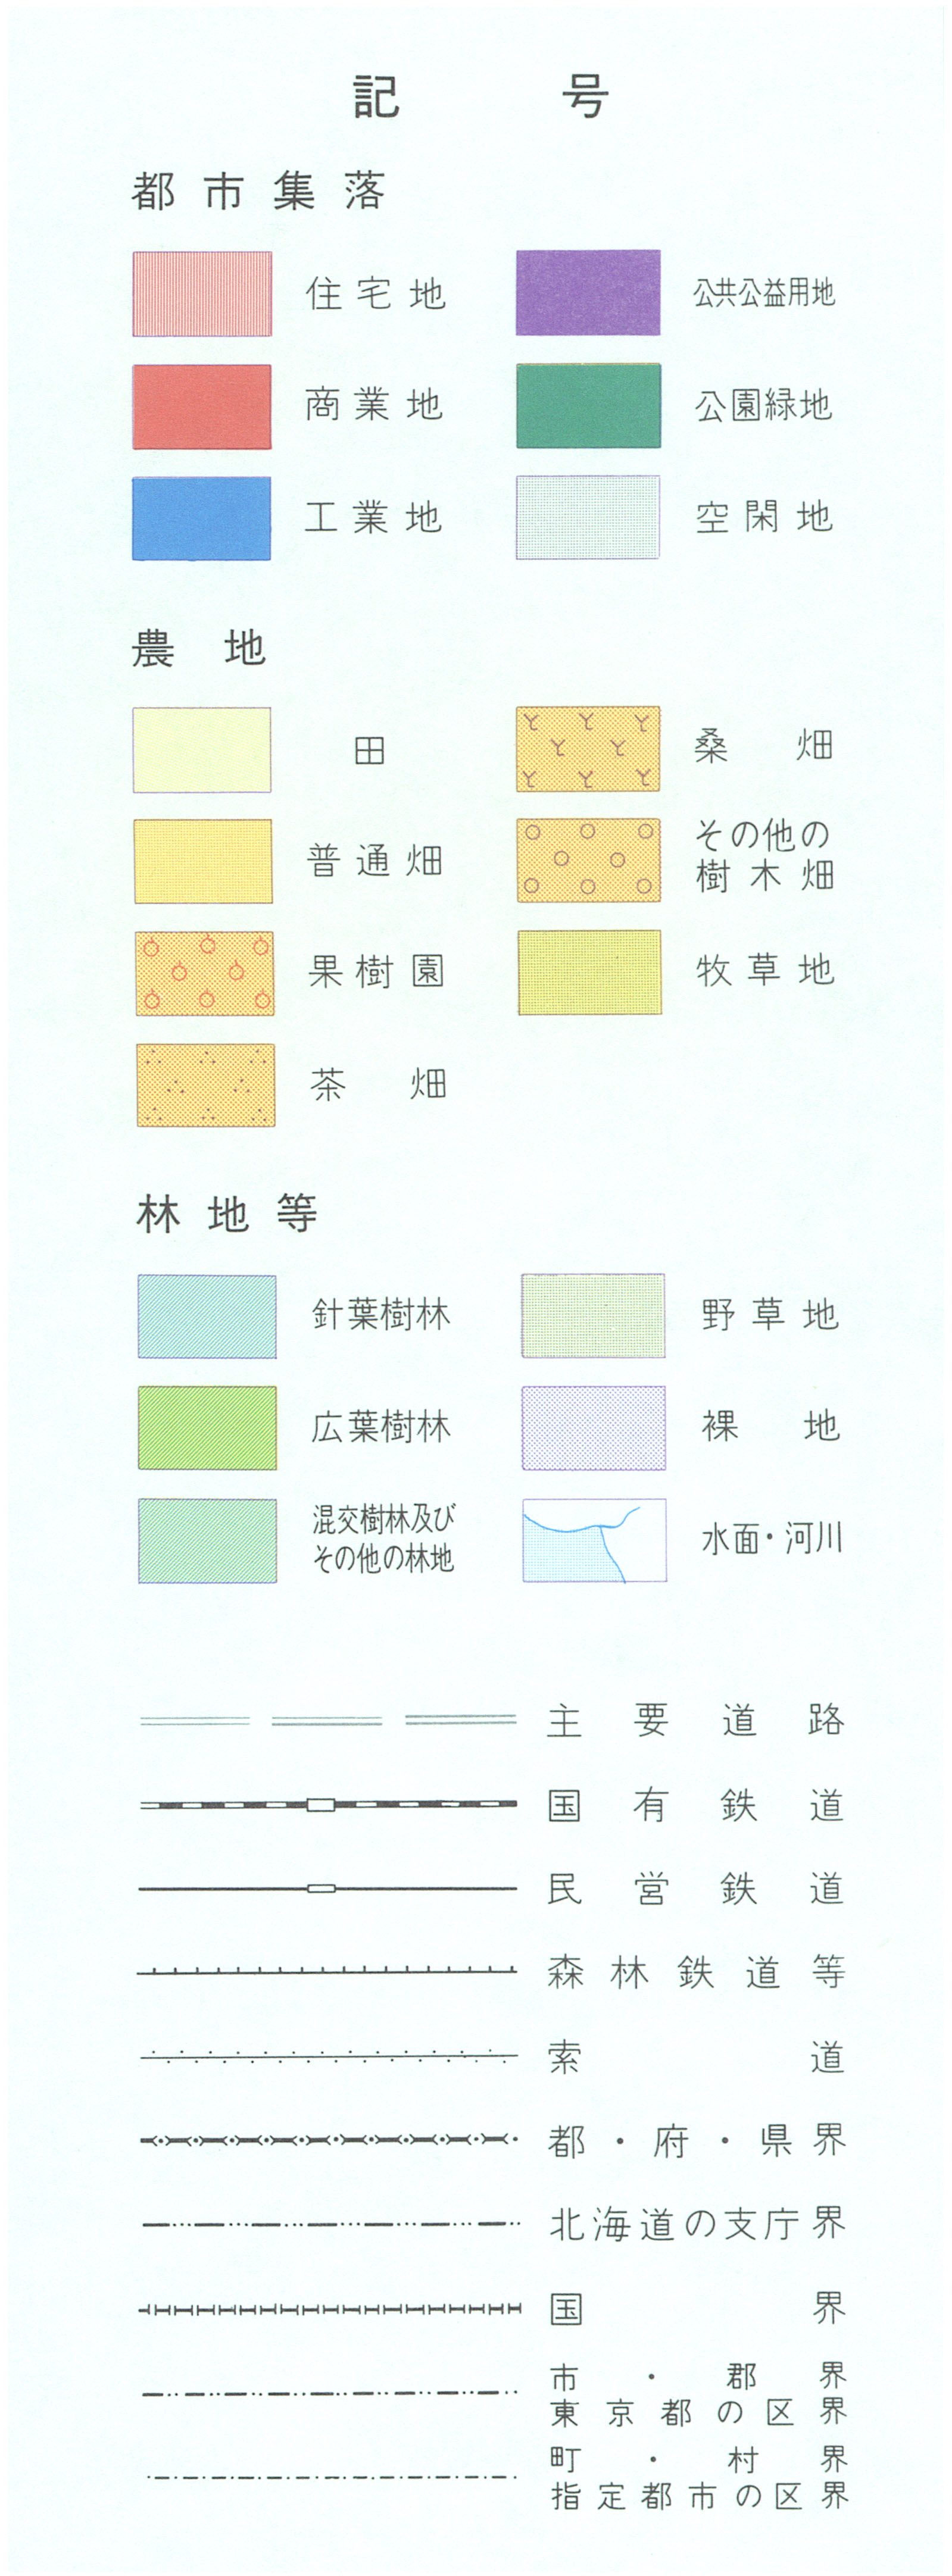 記号
都市集落
住宅地
公共公益用地
商業地
公園緑地
工業地
空閑地
農地
田
桑畑
普通畑
その他の
樹木畑
果樹園
牧草地
茶畑
林地等
針葉樹林
野草地
広葉樹林
裸地
混交樹林及び
その他の林地
水面・河川
主要道路
国有鉄道
民営鉄道
森林鉄道等
索道
都・府・県界
北海道の支庁界
国界
市・郡界
東京都の区界
町・村界
指定都市の区界